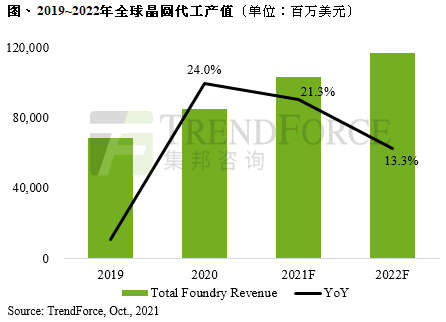 图、2019~2022年全球晶圆代工产值（单位：百万美元）
120,000
80,000
40,000
0
24.0%
21.3%
13.3%
TRENDFORCE
集邦咨询
2019
2020
2021F
2022F
Total Foundry Revenue
YoY
Source: TrendForce, Oct., 2021